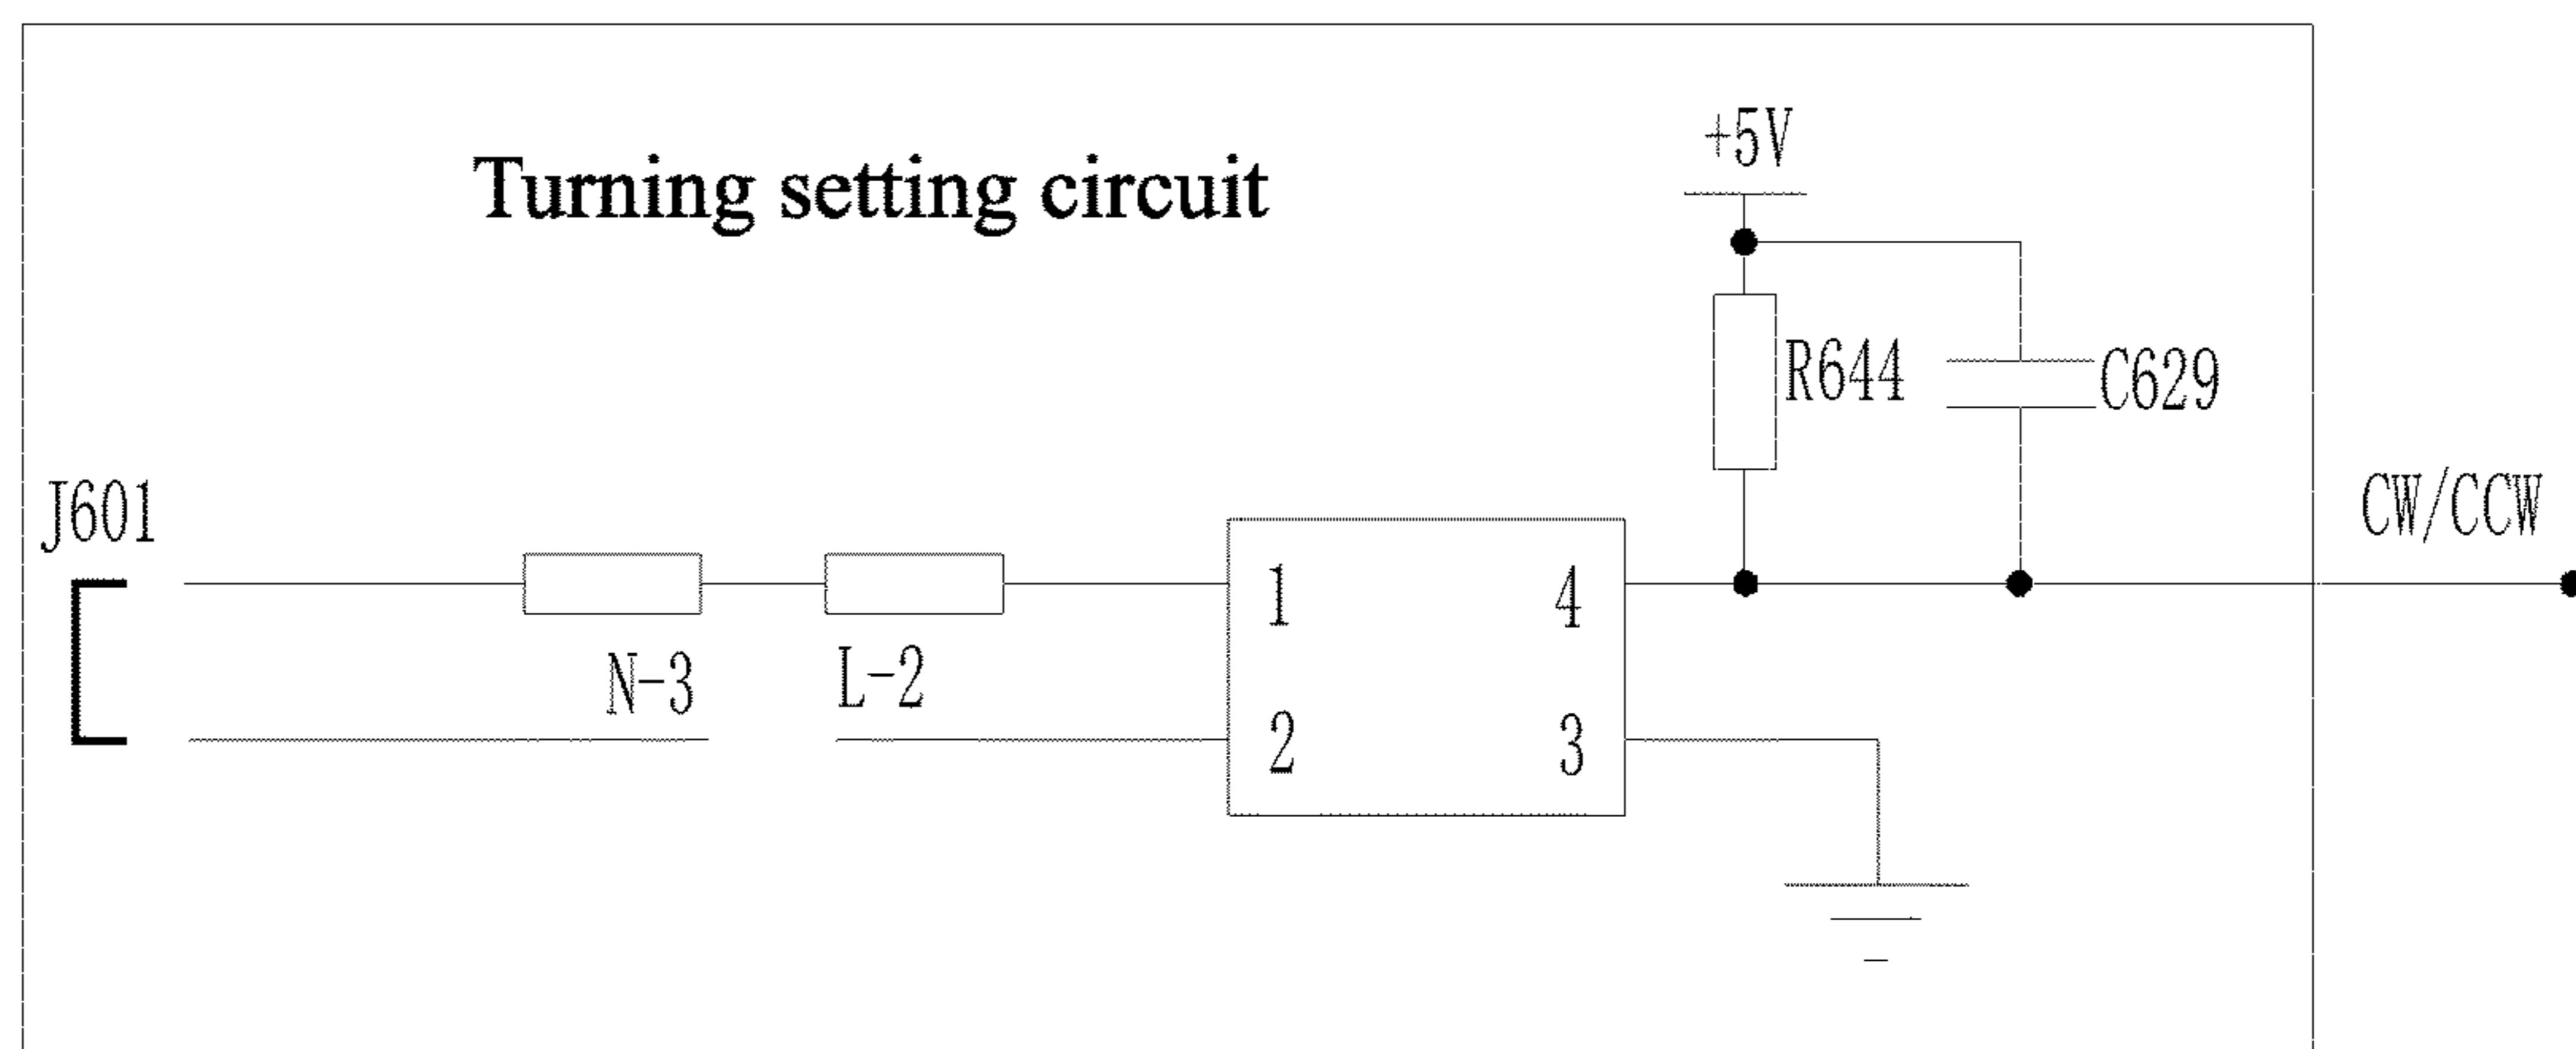 +5V
Turning setting circuit
R644
C629
J601
CW/CCW
1
4
N-3
L-2
2
3